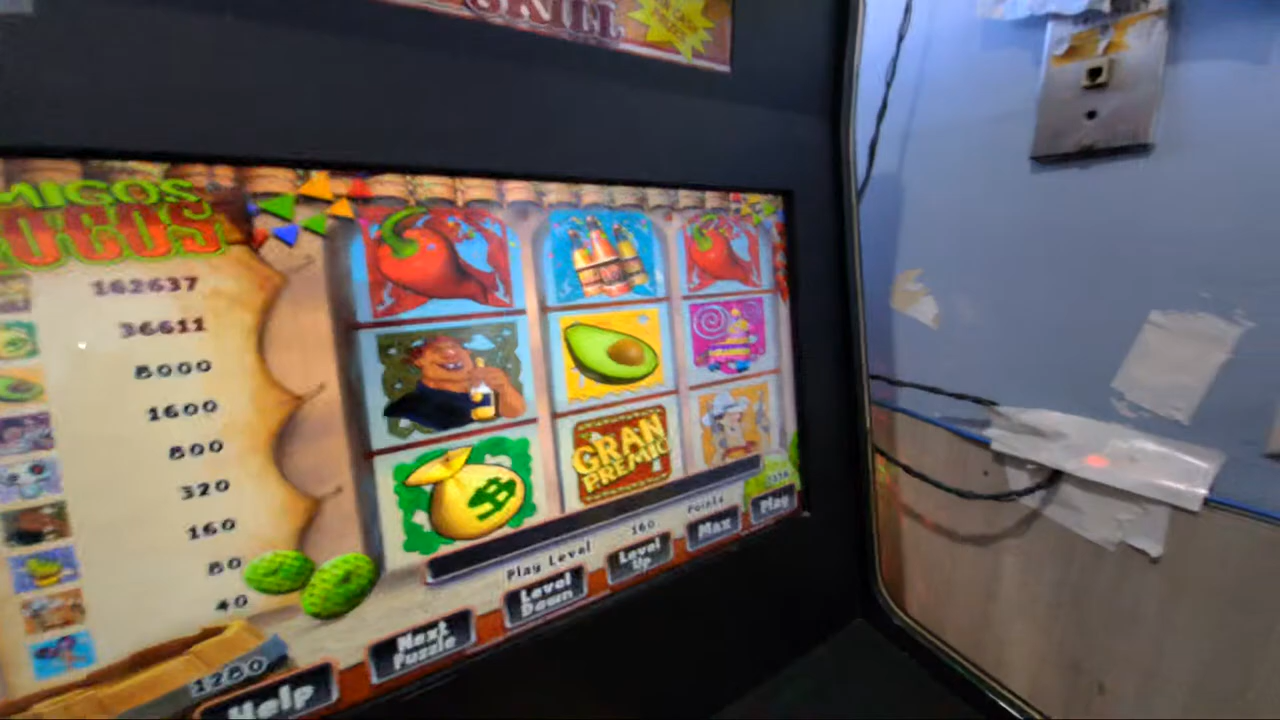 MIGOS
OCOS
162637
36611
8000
1600
800
320
160
80
40
1280
GRAN
PREMIO
Play Level
160
Points
Help
Next
Puzzle
Level
Down
Level
Up
Max
Play